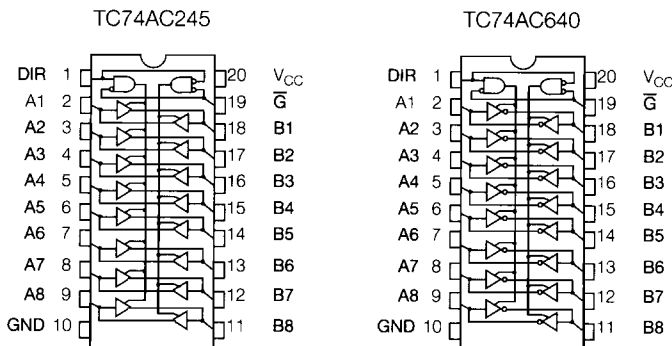 TC74AC245
DIR 1
A1 2
A2 3
A3 4
A4 5
A5 6
A6 7
A7 8
A8 9
GND 10
20 VCC
19 G̅
18 B1
17 B2
16 B3
15 B4
14 B5
13 B6
12 B7
11 B8
TC74AC640
DIR 1
A1 2
A2 3
A3 4
A4 5
A5 6
A6 7
A7 8
A8 9
GND 10
20 VCC
19 G̅
18 B1
17 B2
16 B3
15 B4
14 B5
13 B6
12 B7
11 B8